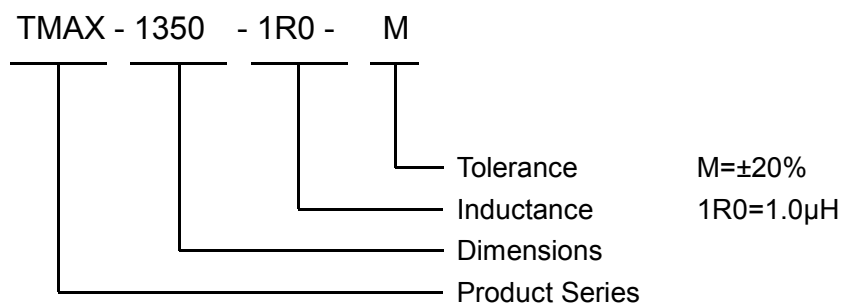 TMAX - 1350 - 1R0 - M
Tolerance M=±20%
Inductance 1R0=1.0µH
Dimensions
Product Series